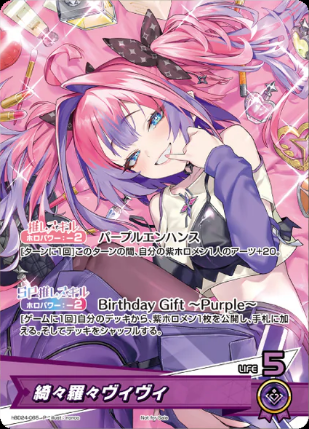 推しスキル
ホロパワー：-2
パープルエンハンス
[ターンに1回]このターンの間、自分の紫ホロメン1人のアーツ+20。
SP推しスキル
ホロパワー：-2
Birthday Gift ～Purple～
[ゲームに1回]自分のデッキから、紫ホロメン1枚を公開し、手札に加
える。そしてデッキをシャッフルする。
LIFE 5
綺々羅々ヴィヴィ
Not for Sale